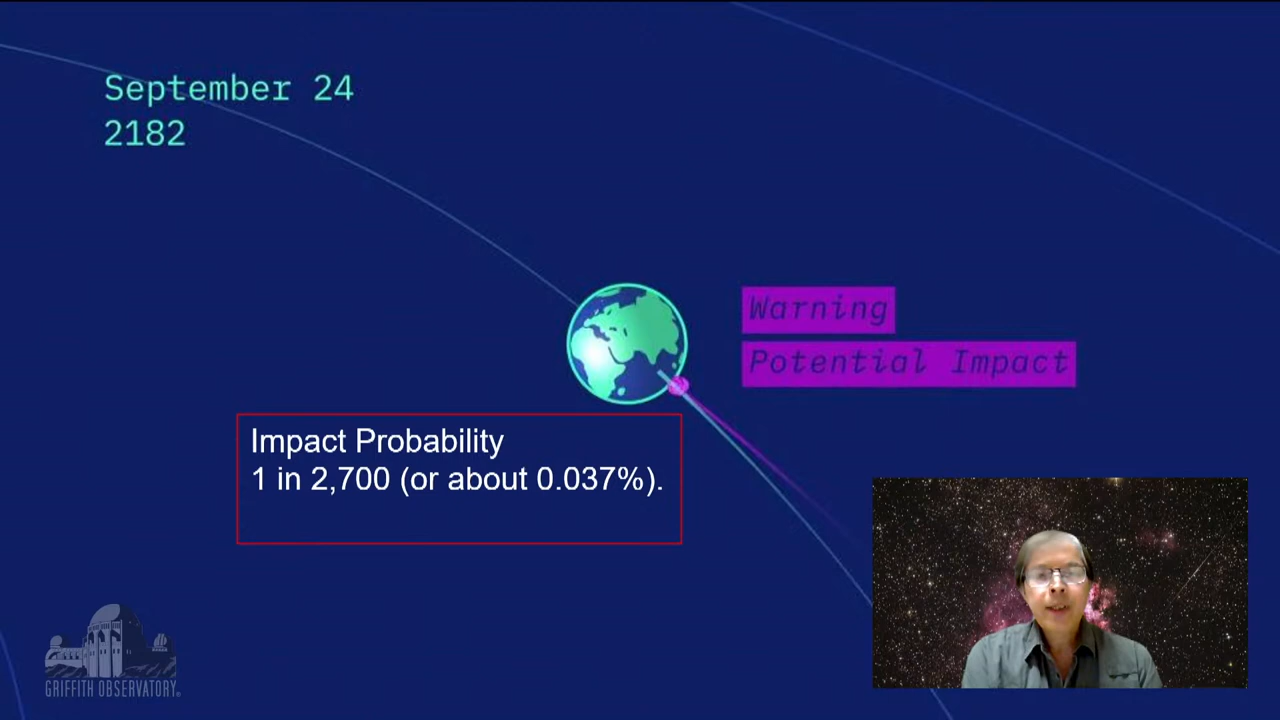 September 24
2182
Warning
Potential Impact
Impact Probability
1 in 2,700 (or about 0.037%).
GRIFFITH OBSERVATORY